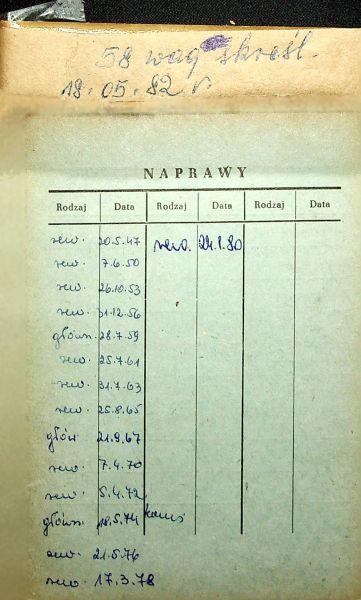 58 wag skreśl.
18.05.82 r.
NAPRAWY
Rodzaj Data Rodzaj Data Rodzaj Data
rew. 20.5.47 rew. 24.1.80
rew. 7.6.50
rew. 26.10.53
rew. 31.12.56
główn. 28.7.59
rew. 25.7.61
rew. 31.7.63
rew. 25.8.65
główn. 21.9.67
rew. 7.4.70
rew. 5.4.72
główn. 18.5.74
rew. 21.5.76
rew. 17.3.78